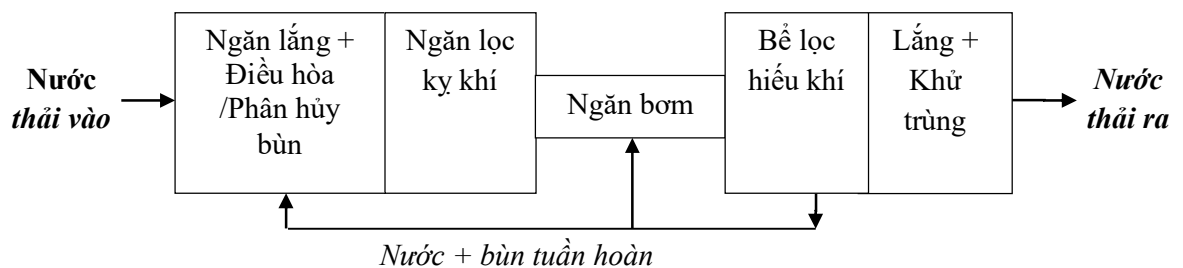 Nước
thải vào
Ngăn lắng +
Điều hòa
/Phân hủy
bùn
Ngăn lọc
kỵ khí
Ngăn bơm
Bể lọc
hiếu khí
Lắng +
Khử
trùng
Nước
thải ra
Nước + bùn tuần hoàn